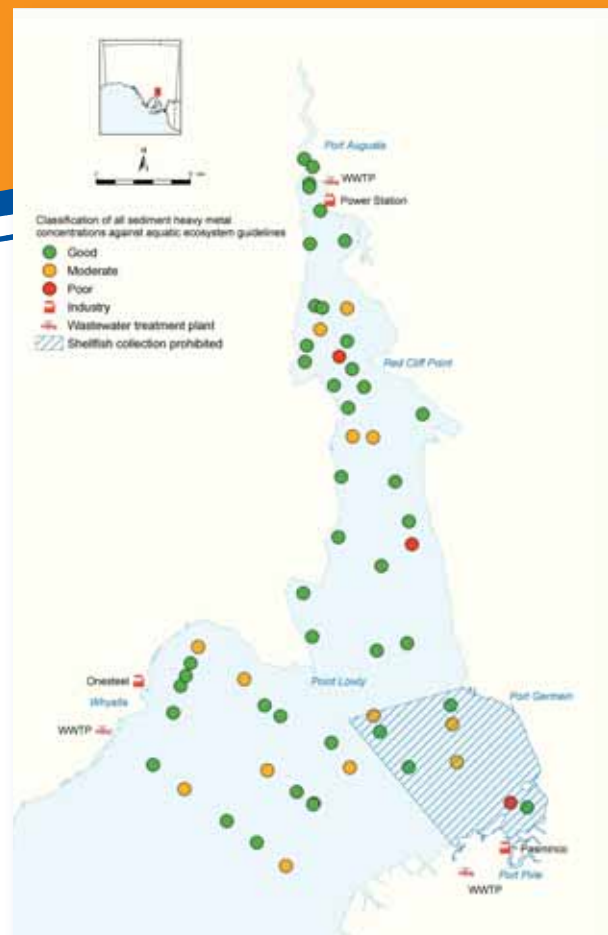 Port Augusta
WWTP
Power Station
Classification of all sediment heavy metal
concentrations against aquatic ecosystem guidelines
Good
Moderate
Poor
Industry
Wastewater treatment plant
Shellfish collection prohibited
Red Cliff Point
Onesteel
Whyalla
WWTP
Point Lowly
Port Germein
Pasminco
Port Pirie
WWTP